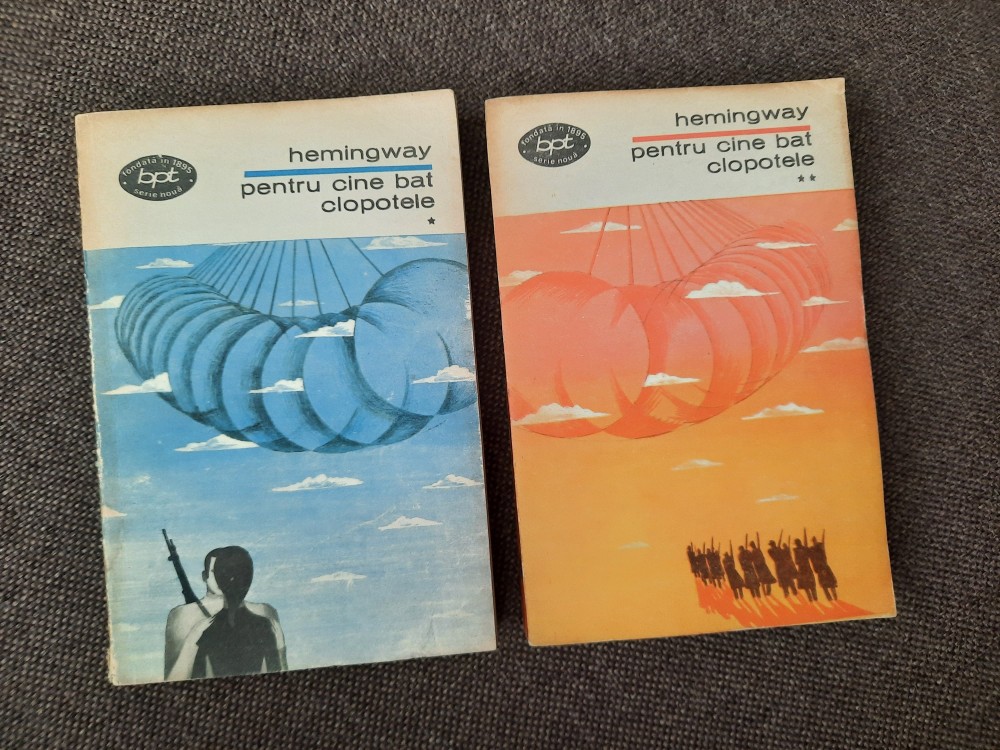 fondată în 1895
bpt
serie nouă
hemingway
pentru cine bat
clopotele
*
fondată în 1895
bpt
serie nouă
hemingway
pentru cine bat
clopotele
**